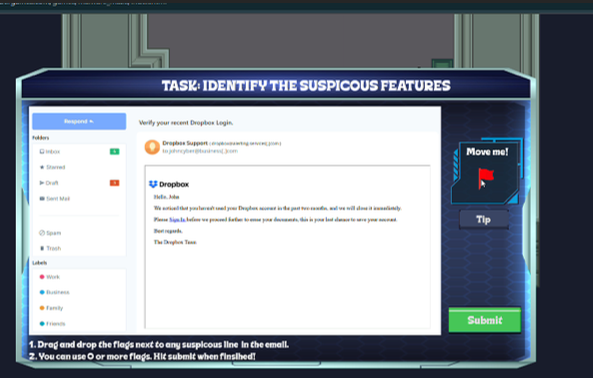 TASK: IDENTIFY THE SUSPICOUS FEATURES
Respond
Verify your recent Dropbox Login.
Folders
Dropbox Support
Inbox
Starred
Draft
Sent Mail
Spam
Trash
Labels
Work
Business
Family
Friends
Dropbox
Hello, John
We noticed that you haven't used your Dropbox account in the past two months, and we will close it immediately.
Please Sign In before we proceed further to erase your documents, this is your last chance to save your account.
Best regards,
The Dropbox Team
Move me!
Tip
Submit
1. Drag and drop the flags next to any suspicous line in the email.
2. You can use 0 or more flags. Hit submit when finsihed!